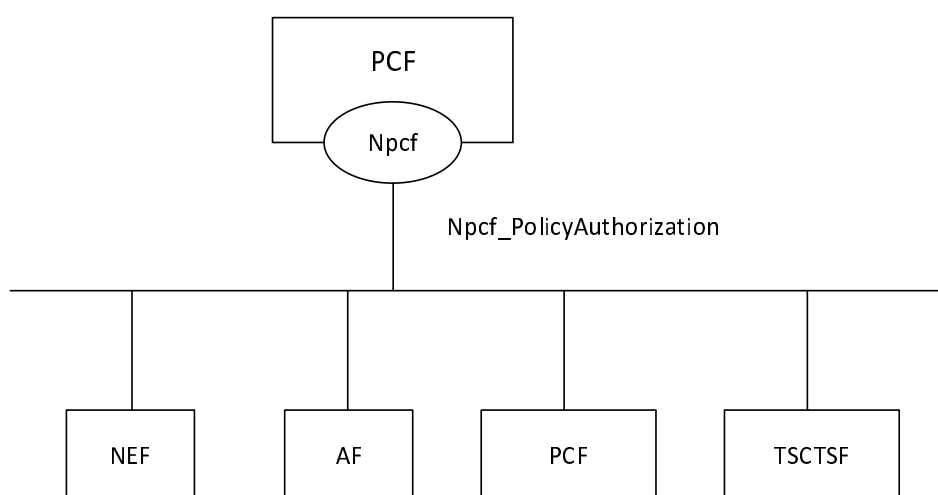 PCF
Npcf
Npcf_PolicyAuthorization
NEF
AF
PCF
TSCTSF